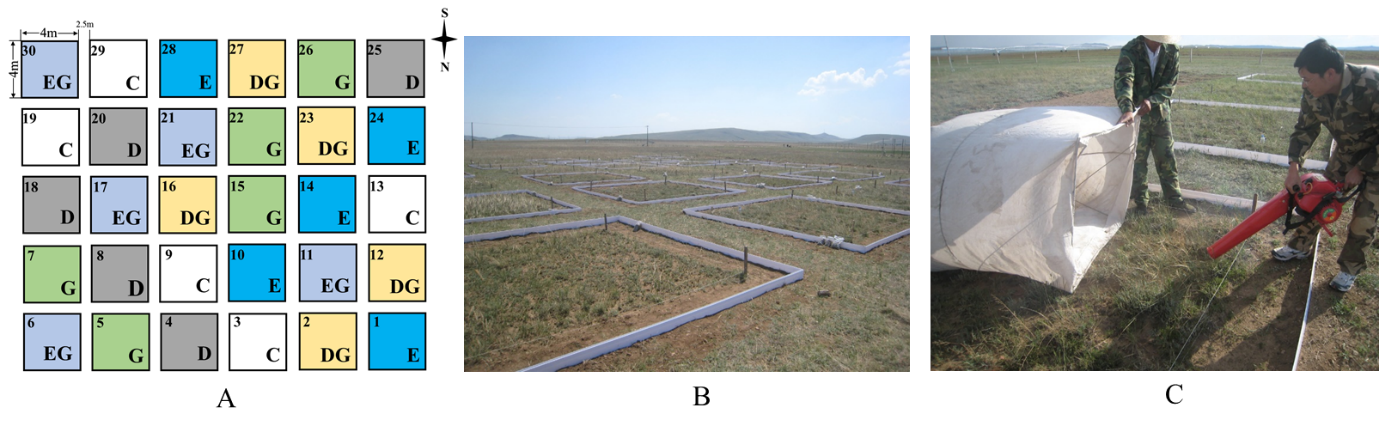 S
N
4m
2.5m
4m
30 EG
29 C
28 E
27 DG
26 G
25 D
19 C
20 D
21 EG
22 G
23 DG
24 E
18 D
17 EG
16 DG
15 G
14 E
13 C
7 G
8 D
9 C
10 E
11 EG
12 DG
6 EG
5 G
4 D
3 C
2 DG
1 E
A
B
C